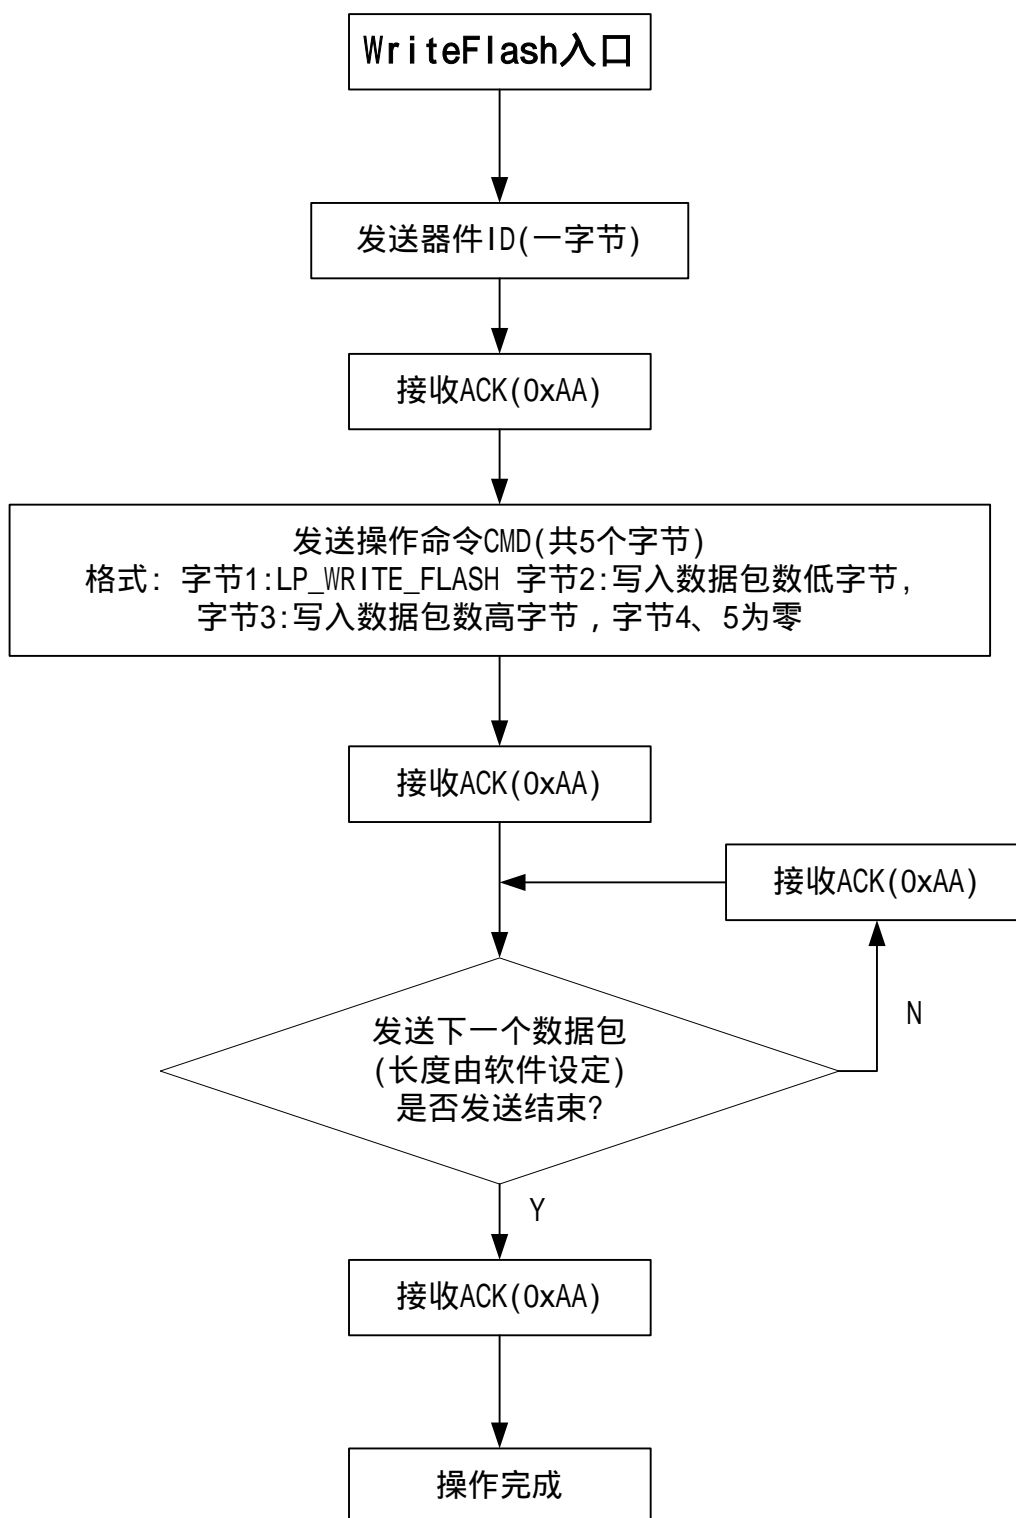 WriteFlash入口
发送器件ID(一字节)
接收ACK(0xAA)
发送操作命令CMD(共5个字节)
格式: 字节1:LP_WRITE_FLASH 字节2:写入数据包数低字节,
字节3:写入数据包数高字节，字节4、5为零
接收ACK(0xAA)
接收ACK(0xAA)
N
发送下一个数据包
(长度由软件设定)
是否发送结束?
Y
接收ACK(0xAA)
操作完成